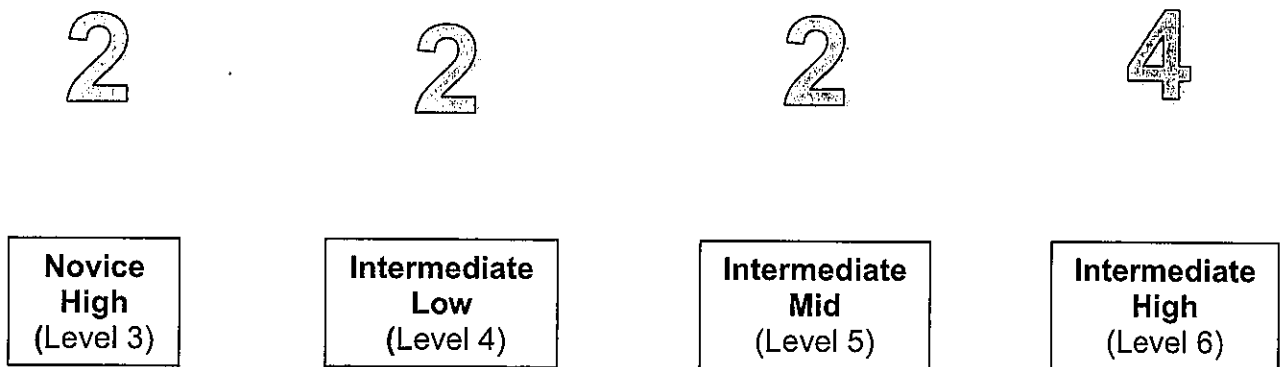 2 2 2 4
Novice
High
(Level 3)
Intermediate
Low
(Level 4)
Intermediate
Mid
(Level 5)
Intermediate
High
(Level 6)